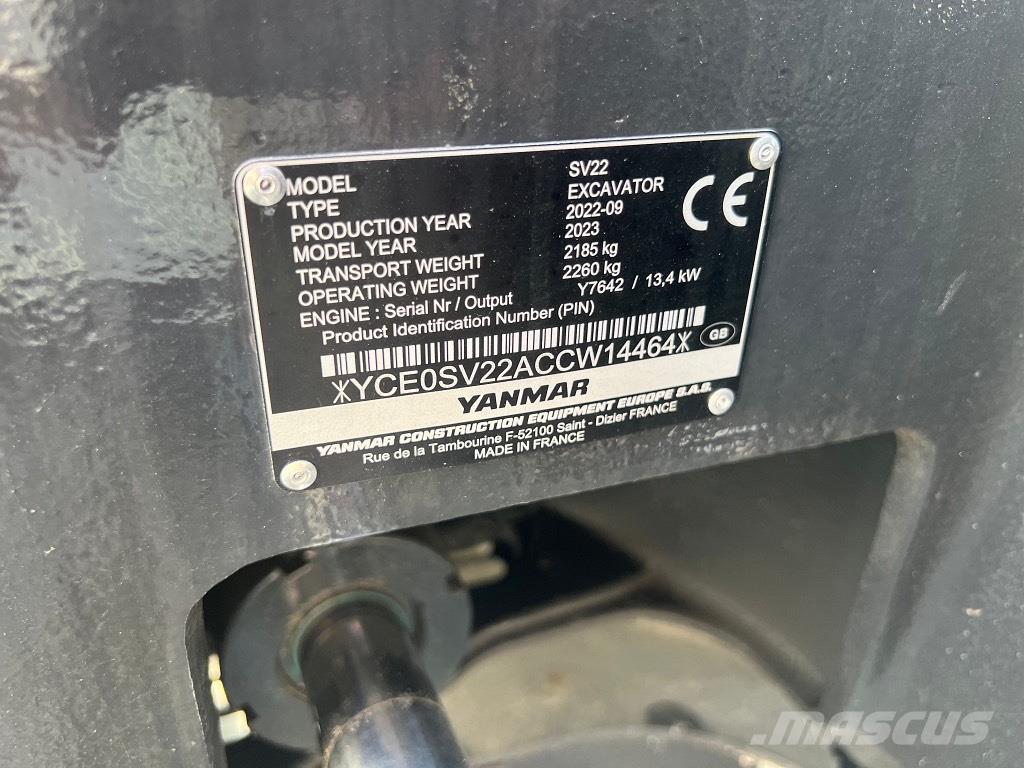 MODEL SV22
TYPE EXCAVATOR
PRODUCTION YEAR 2022-09
MODEL YEAR 2023
TRANSPORT WEIGHT 2185 kg
OPERATING WEIGHT 2260 kg
ENGINE : Serial Nr / Output Y7642 / 13,4 kW
Product Identification Number (PIN)
*YCE0SV22ACCW14464*
GB
CE
YANMAR
YANMAR CONSTRUCTION EQUIPMENT EUROPE S.A.S.
Rue de la Tambourine F-52100 Saint - Dizier FRANCE
MADE IN FRANCE
MASCUS